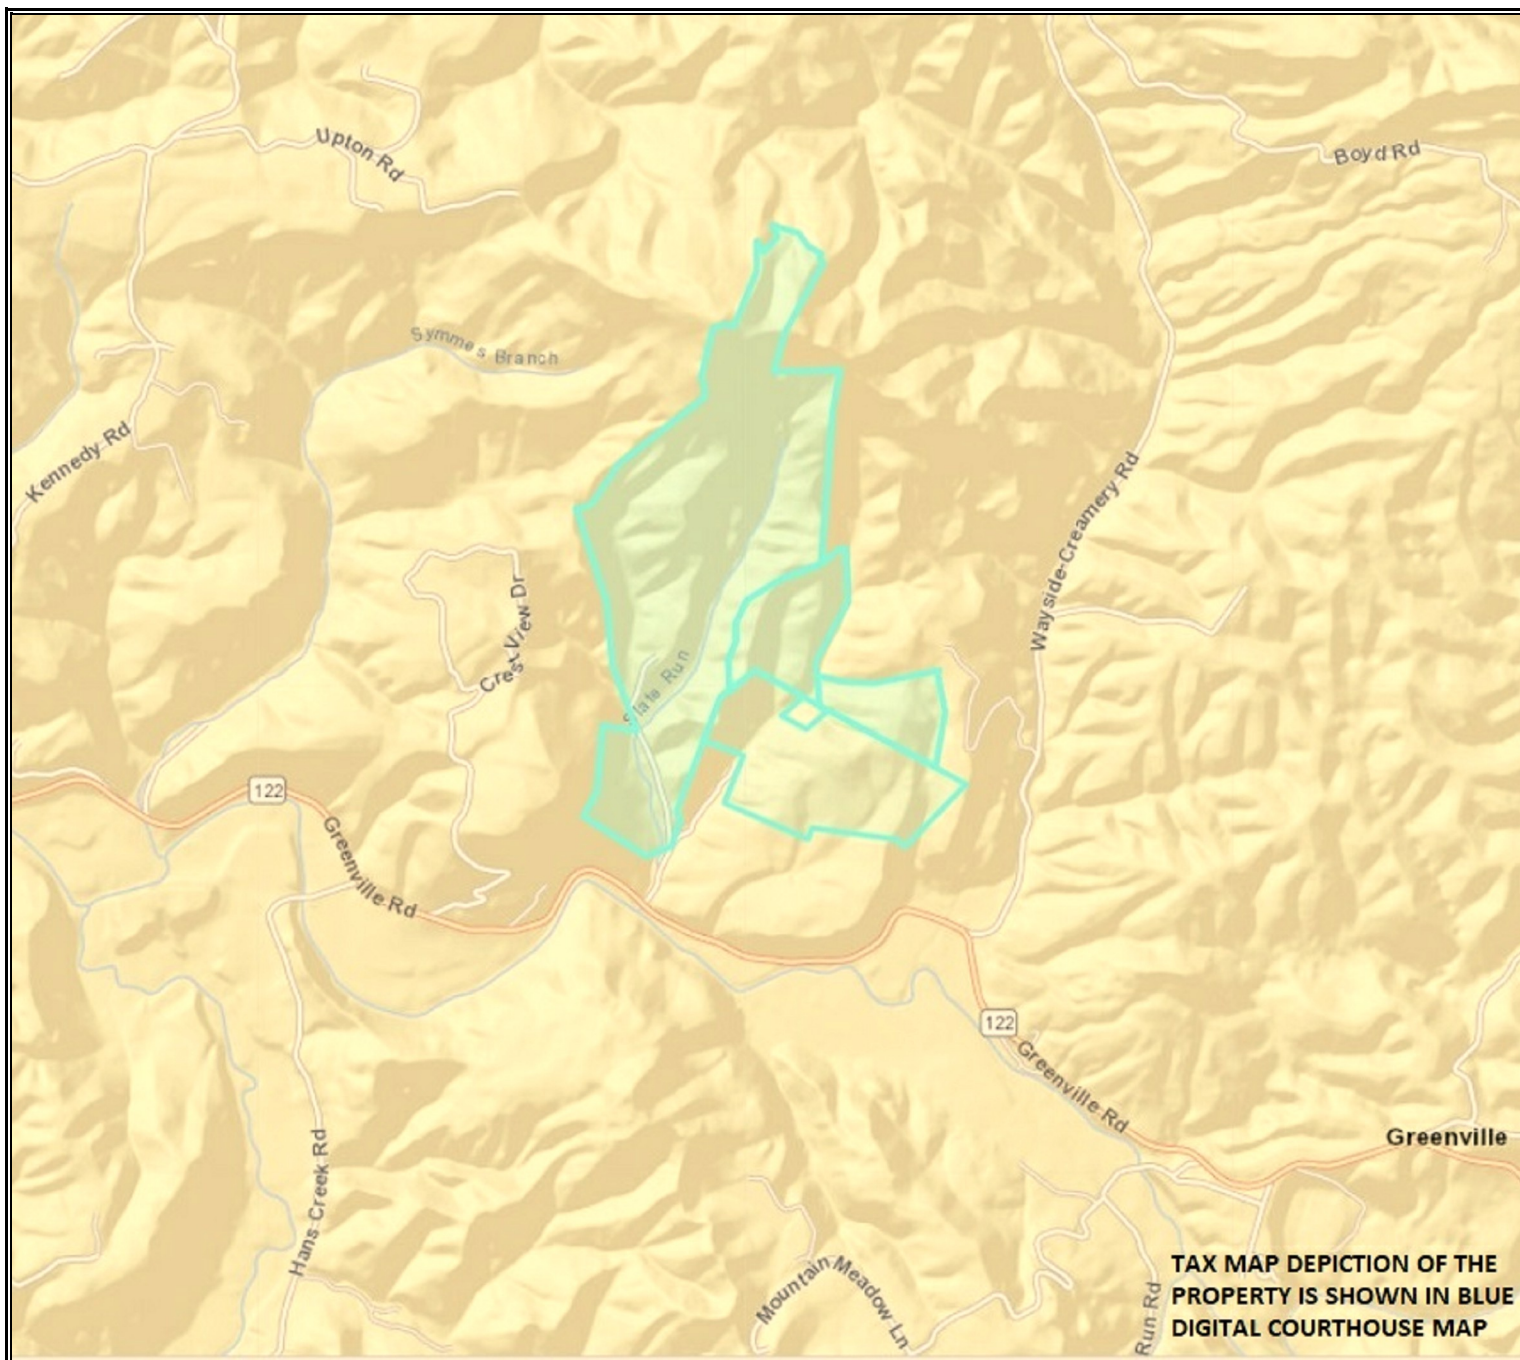 Upton Rd
Boyd Rd
Symmes Branch
Kennedy Rd
Wayside-Creamery Rd
Crest View Dr
Slate Run
122
Greenville Rd
122
Greenville Rd
Greenville
Hans Creek Rd
Mountain Meadow Ln
Run Rd
TAX MAP DEPICTION OF THE
PROPERTY IS SHOWN IN BLUE
DIGITAL COURTHOUSE MAP